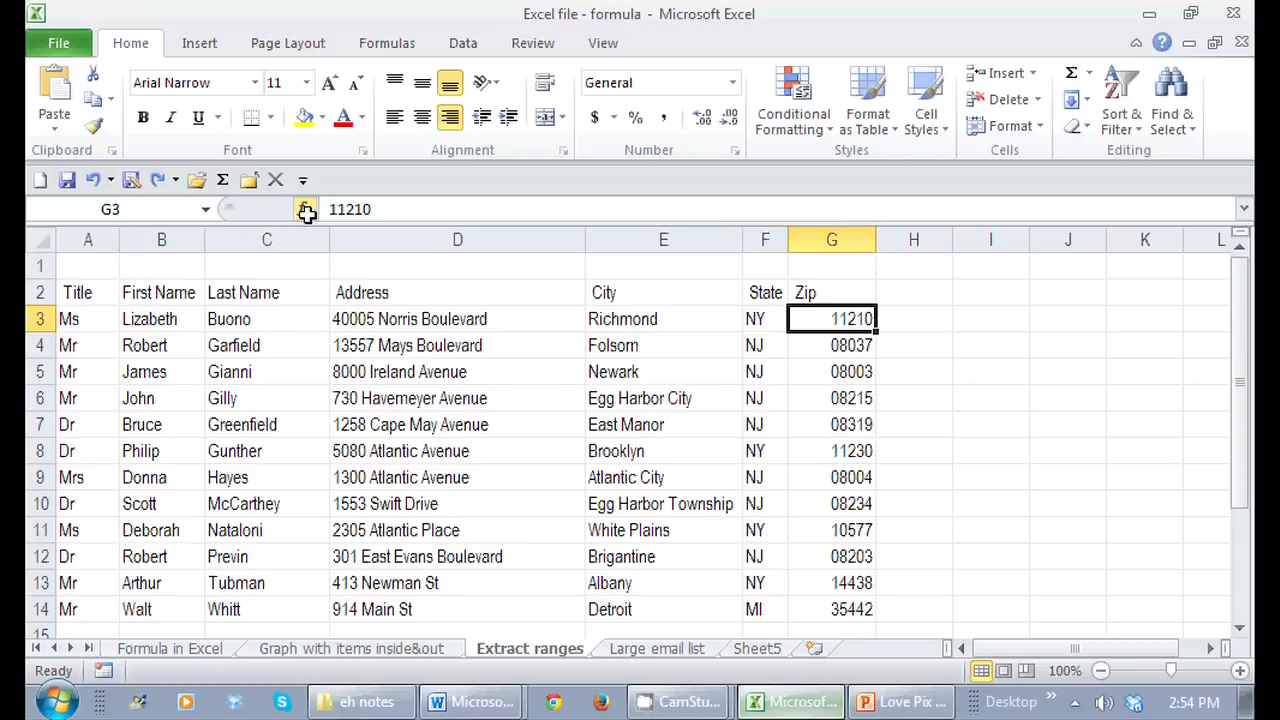 Excel file - formula - Microsoft Excel
File Home Insert Page Layout Formulas Data Review View
Paste
Arial Narrow 11
B I U A
General
$ % ,
Conditional Formatting
Format as Table
Cell Styles
Insert
Delete
Format
Sort & Filter
Find & Select
Clipboard Font Alignment Number Styles Cells Editing
G3 11210
A B C D E F G H I J K L
1
2 Title First Name Last Name Address City State Zip
3 Ms Lizabeth Buono 40005 Norris Boulevard Richmond NY 11210
4 Mr Robert Garfield 13557 Mays Boulevard Folsom NJ 08037
5 Mr James Gianni 8000 Ireland Avenue Newark NJ 08003
6 Mr John Gilly 730 Havemeyer Avenue Egg Harbor City NJ 08215
7 Dr Bruce Greenfield 1258 Cape May Avenue East Manor NJ 08319
8 Dr Philip Gunther 5080 Atlantic Avenue Brooklyn NY 11230
9 Mrs Donna Hayes 1300 Atlantic Avenue Atlantic City NJ 08004
10 Dr Scott McCarthey 1553 Swift Drive Egg Harbor Township NJ 08234
11 Ms Deborah Nataloni 2305 Atlantic Place White Plains NY 10577
12 Dr Robert Previn 301 East Evans Boulevard Brigantine NJ 08203
13 Mr Arthur Tubman 413 Newman St Albany NY 14438
14 Mr Walt Whitt 914 Main St Detroit MI 35442
15
Formula in Excel Graph with items inside&out Extract ranges Large email list Sheet5
Ready 100%
eh notes Microso... CamStu... Microsof... Love Pix ... Desktop 2:54 PM